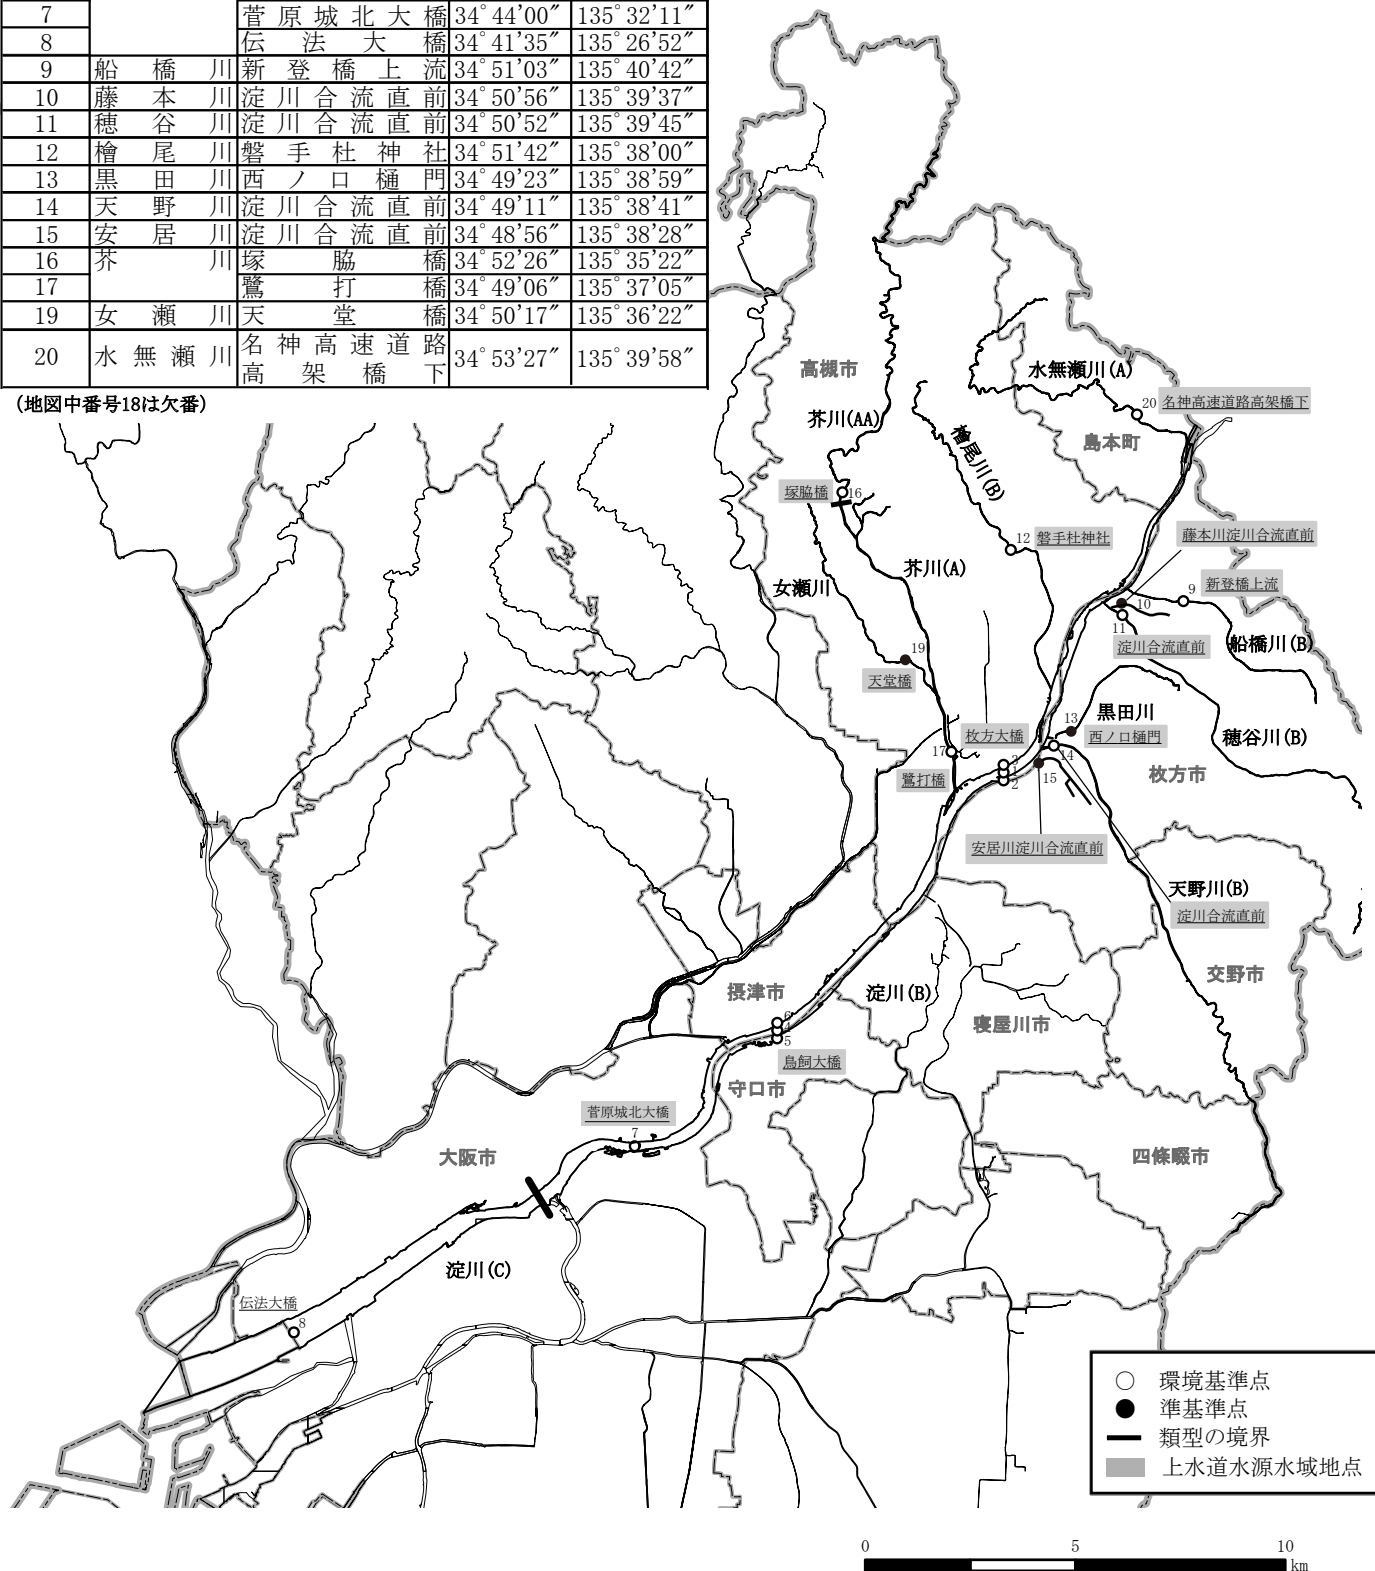 7 菅原城北大橋 34°44'00" 135°32'11"
8 伝法大橋 34°41'35" 135°26'52"
9 船橋川 新登橋上流 34°51'03" 135°40'42"
10 藤本川 淀川合流直前 34°50'56" 135°39'37"
11 穂谷川 淀川合流直前 34°50'52" 135°39'45"
12 檜尾川 磐手杜神社 34°51'42" 135°38'00"
13 黒田川 西ノ口樋門 34°49'23" 135°38'59"
14 天野川 淀川合流直前 34°49'11" 135°38'41"
15 安居川 淀川合流直前 34°48'56" 135°38'28"
16 芥川 塚脇橋 34°52'26" 135°35'22"
17 鷺打橋 34°49'06" 135°37'05"
19 女瀬川 天堂橋 34°50'17" 135°36'22"
20 水無瀬川 名神高速道路
高架橋下 34°53'27" 135°39'58"
(地図中番号18は欠番)
高槻市
水無瀬川(A)
20 名神高速道路高架橋下
芥川(AA)
島本町
檜尾川(B)
塚脇橋
16
12 磐手杜神社
藤本川淀川合流直前
芥川(A)
女瀬川
9
新登橋上流
10
11
淀川合流直前
船橋川(B)
19
天堂橋
黒田川
13
西ノ口樋門
穂谷川(B)
枚方大橋
17
鷺打橋
3
1
2
14
15
枚方市
安居川淀川合流直前
天野川(B)
淀川合流直前
交野市
摂津市
淀川(B)
寝屋川市
6
5
鳥飼大橋
守口市
菅原城北大橋
7
大阪市
四條畷市
淀川(C)
伝法大橋
8
環境基準点
準基準点
類型の境界
上水道水源水域地点
0 5 10
km